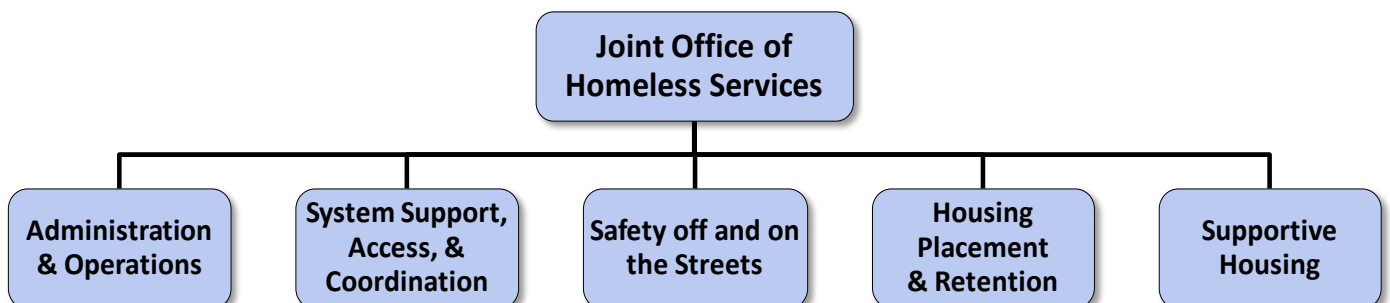 Joint Office of
Homeless Services
Administration
& Operations
System Support,
Access, &
Coordination
Safety off and on
the Streets
Housing
Placement
& Retention
Supportive
Housing